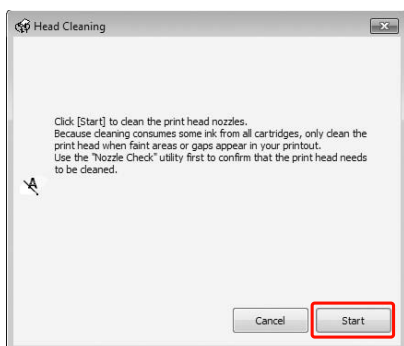 Head Cleaning
Click [Start] to clean the print head nozzles.
Because cleaning consumes some ink from all cartridges, only clean the
print head when faint areas or gaps appear in your printout.
Use the "Nozzle Check" utility first to confirm that the print head needs
to be cleaned.
A
Cancel Start